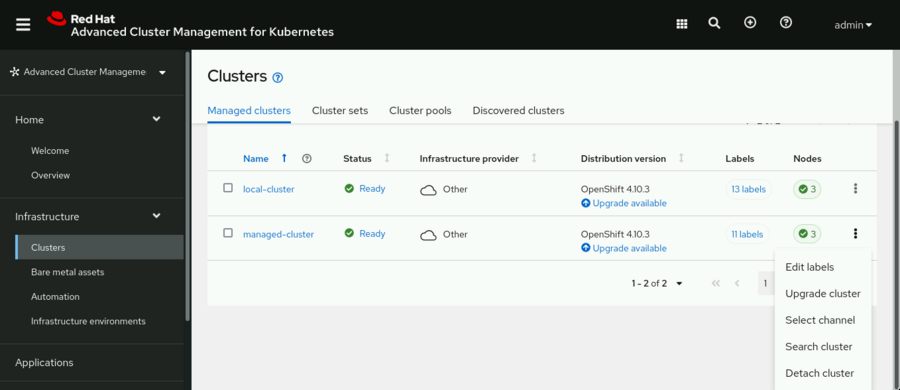 Red Hat
Advanced Cluster Management for Kubernetes
admin
Advanced Cluster Manageme
Home
Welcome
Overview
Infrastructure
Clusters
Bare metal assets
Automation
Infrastructure environments
Applications
Clusters
Managed clusters Cluster sets Cluster pools Discovered clusters
Name Status Infrastructure provider Distribution version Labels Nodes
local-cluster Ready Other OpenShift 4.10.3 13 labels 3
Upgrade available
managed-cluster Ready Other OpenShift 4.10.3 11 labels 3
Upgrade available
1 - 2 of 2 1
Edit labels
Upgrade cluster
Select channel
Search cluster
Detach cluster